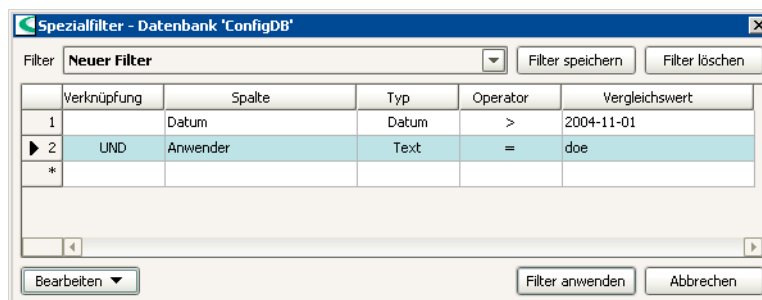 Spezialfilter - Datenbank 'ConfigDB'
Filter Neuer Filter Filter speichern Filter löschen
Verknüpfung Spalte Typ Operator Vergleichswert
1 Datum Datum > 2004-11-01
2 UND Anwender Text = doe
*
Bearbeiten Filter anwenden Abbrechen